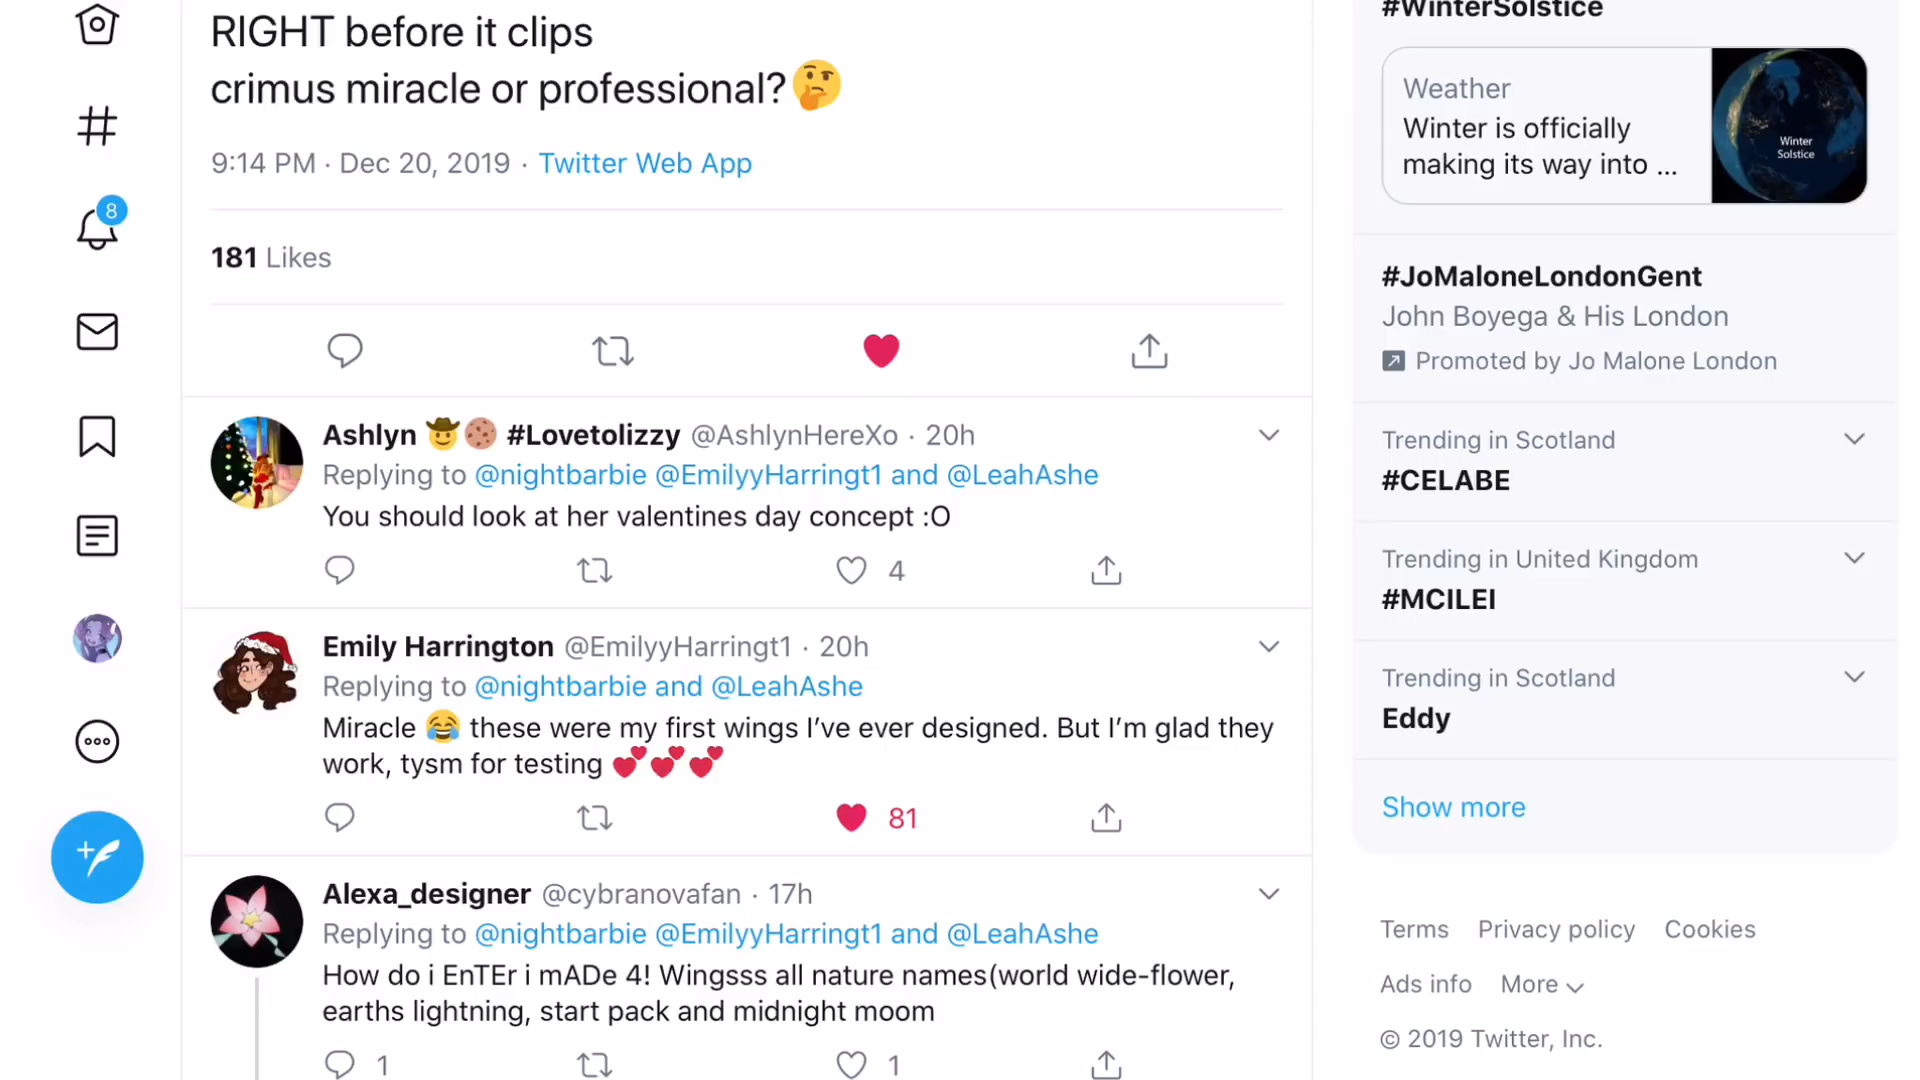 RIGHT before it clips
crimus miracle or professional?🤔
9:14 PM · Dec 20, 2019 · Twitter Web App
181 Likes
Ashlyn 🤠🍪 #Lovetolizzy @AshlynHereXo · 20h
Replying to @nightbarbie @EmilyyHarringt1 and @LeahAshe
You should look at her valentines day concept :O
4
Emily Harrington @EmilyyHarringt1 · 20h
Replying to @nightbarbie and @LeahAshe
Miracle 😂 these were my first wings I’ve ever designed. But I’m glad they
work, tysm for testing 💕💕💕
81
Alexa_designer @cybranovafan · 17h
Replying to @nightbarbie @EmilyyHarringt1 and @LeahAshe
How do i EnTEr i mADe 4! Wingsss all nature names(world wide-flower,
earths lightning, start pack and midnight moom
1 1
8
#WinterSolstice
Weather
Winter is officially
making its way into ...
Winter
Solstice
#JoMaloneLondonGent
John Boyega & His London
Promoted by Jo Malone London
Trending in Scotland
#CELABE
Trending in United Kingdom
#MCILEI
Trending in Scotland
Eddy
Show more
Terms Privacy policy Cookies
Ads info More
© 2019 Twitter, Inc.